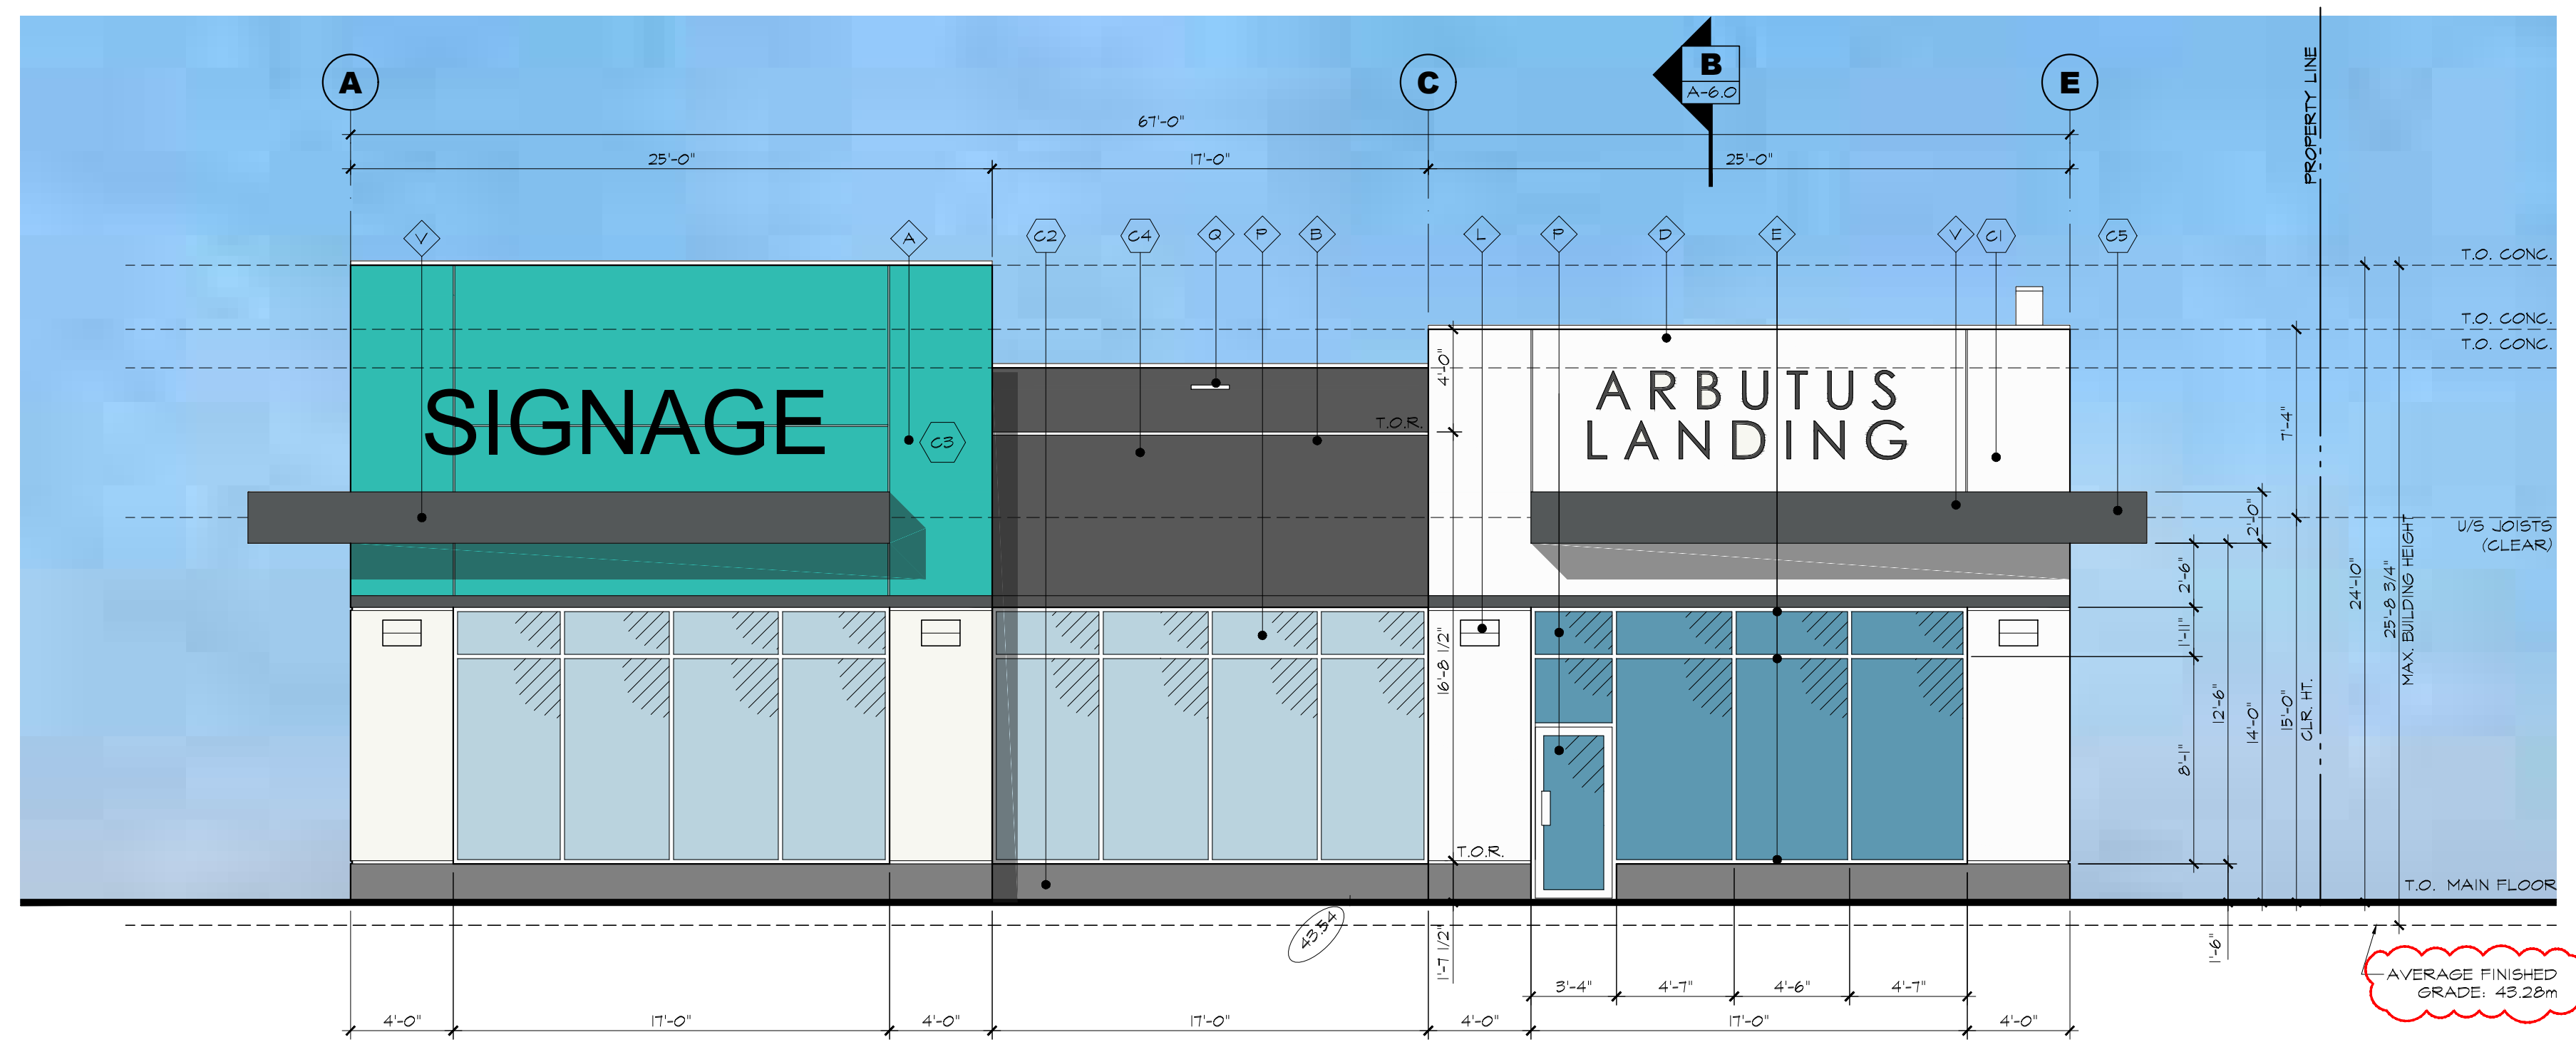 A
C
B
A-6.0
E
PROPERTY LINE
67'-0"
25'-0"
17'-0"
25'-0"
V
A
C2
C4
Q
P
B
L
P
D
E
V
C1
C5
T.O. CONC.
T.O. CONC.
T.O. CONC.
4'-0"
T.O.R.
SIGNAGE
C3
ARBUTUS
LANDING
7'-4"
2'-0"
U/S JOISTS
(CLEAR)
2'-6"
24'-10"
25'-8 3/4"
MAX. BUILDING HEIGHT
16'-8 1/2"
1'-11"
12'-6"
14'-0"
15'-0"
CLR. HT.
8'-1"
T.O.R.
T.O. MAIN FLOOR
43.54
1'-7 1/2"
1'-6"
AVERAGE FINISHED
GRADE: 43.28m
3'-4"
4'-7"
4'-6"
4'-7"
4'-0"
17'-0"
4'-0"
17'-0"
4'-0"
17'-0"
4'-0"